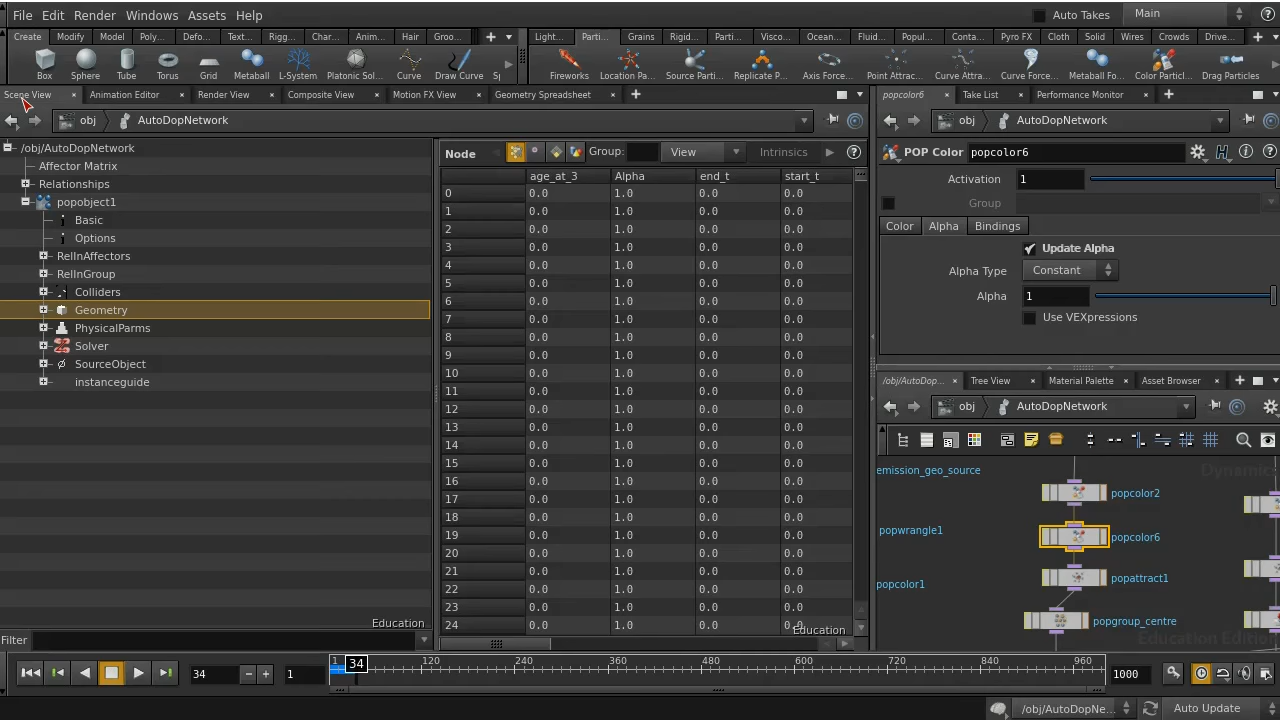 File Edit Render Windows Assets Help Auto Takes Main
Create Modify Model Poly... Defo... Text... Rigg... Char... Anim... Hair Groo... Light... Parti... Grains Rigid... Parti... Visco... Ocean... Fluid... Popul... Conta... Pyro FX Cloth Solid Wires Crowds Drive...
Box Sphere Tube Torus Grid Metaball L-System Platonic Sol... Curve Draw Curve Fireworks Location Pa... Source Parti... Replicate P... Axis Force... Point Attrac... Curve Attra... Curve Force... Metaball Fo... Color Particl... Drag Particles
Scene View Animation Editor Render View Composite View Motion FX View Geometry Spreadsheet popcolor6 Take List Performance Monitor
obj AutoDopNetwork obj AutoDopNetwork
/obj/AutoDopNetwork
Affector Matrix
Relationships
popobject1
Basic
Options
RelInAffectors
RelInGroup
Colliders
Geometry
PhysicalParms
Solver
SourceObject
instanceguide
Education
Filter
Node Group: View Intrinsics
age_at_3 Alpha end_t start_t
0 0.0 1.0 0.0 0.0
1 0.0 1.0 0.0 0.0
2 0.0 1.0 0.0 0.0
3 0.0 1.0 0.0 0.0
4 0.0 1.0 0.0 0.0
5 0.0 1.0 0.0 0.0
6 0.0 1.0 0.0 0.0
7 0.0 1.0 0.0 0.0
8 0.0 1.0 0.0 0.0
9 0.0 1.0 0.0 0.0
10 0.0 1.0 0.0 0.0
11 0.0 1.0 0.0 0.0
12 0.0 1.0 0.0 0.0
13 0.0 1.0 0.0 0.0
14 0.0 1.0 0.0 0.0
15 0.0 1.0 0.0 0.0
16 0.0 1.0 0.0 0.0
17 0.0 1.0 0.0 0.0
18 0.0 1.0 0.0 0.0
19 0.0 1.0 0.0 0.0
20 0.0 1.0 0.0 0.0
21 0.0 1.0 0.0 0.0
22 0.0 1.0 0.0 0.0
23 0.0 1.0 0.0 0.0
24 0.0 1.0 0.0 0.0
Education
POP Color popcolor6
Activation 1
Group
Color Alpha Bindings
Update Alpha
Alpha Type Constant
Alpha 1
Use VEXpressions
/obj/AutoDop... Tree View Material Palette Asset Browser
obj AutoDopNetwork
emission_geo_source Dynamics
popcolor2
popwrangle1 popcolor6
popcolor1 popattract1
popgroup_centre
Education Edition
34 1 1 34 120 240 360 480 600 720 840 960 1000
/obj/AutoDopNe... Auto Update